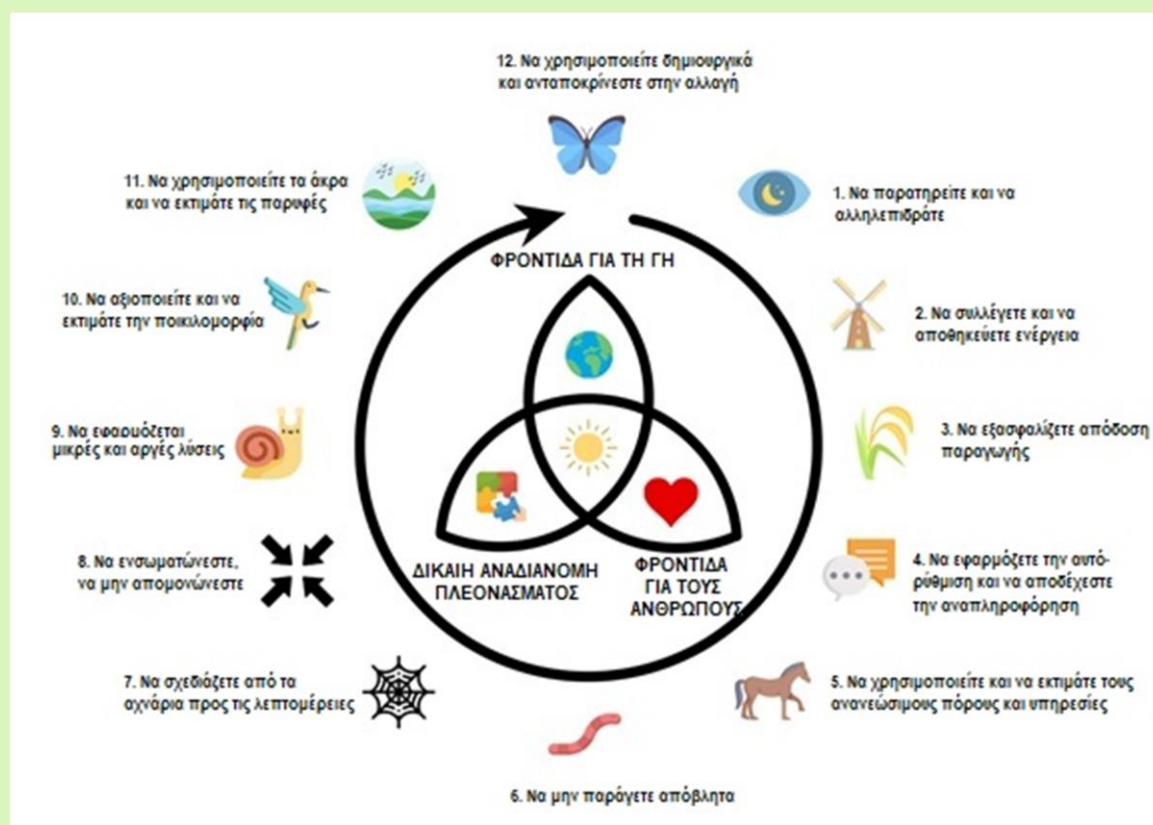 12. Να χρησιμοποιείτε δημιουργικά
και ανταποκρίνεστε στην αλλαγή
11. Να χρησιμοποιείτε τα άκρα
και να εκτιμάτε τις παρυφές
1. Να παρατηρείτε και να
αλληλεπιδράτε
ΦΡΟΝΤΙΔΑ ΓΙΑ ΤΗ ΓΗ
10. Να αξιοποιείτε και να
εκτιμάτε την ποικιλομορφία
2. Να συλλέγετε και να
αποθηκεύετε ενέργεια
9. Να εφαρμόζεται
μικρές και αργές λύσεις
3. Να εξασφαλίζετε απόδοση
παραγωγής
8. Να ενσωματώνεστε,
να μην απομονώνεστε
ΔΙΚΑΙΗ ΑΝΑΔΙΑΝΟΜΗ
ΠΛΕΟΝΑΣΜΑΤΟΣ
ΦΡΟΝΤΙΔΑ
ΓΙΑ ΤΟΥΣ
ΑΝΘΡΩΠΟΥΣ
4. Να εφαρμόζετε την αυτό-
ρύθμιση και να αποδέχεστε
την αναπληροφόρηση
7. Να σχεδιάζετε από τα
αχνάρια προς τις λεπτομέρειες
5. Να χρησιμοποιείτε και να εκτιμάτε τους
ανανεώσιμους πόρους και υπηρεσίες
6. Να μην παράγετε απόβλητα